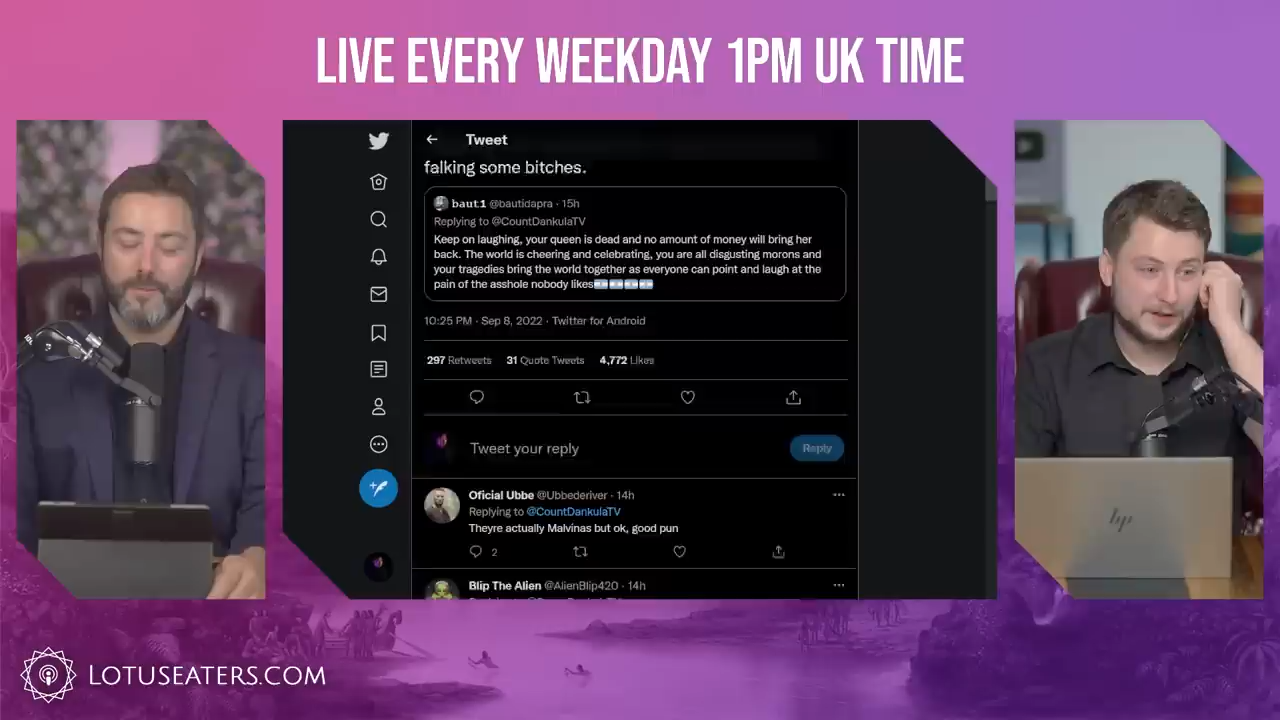 LIVE EVERY WEEKDAY 1PM UK TIME
Tweet
falking some bitches.
baut1 @bautidapra · 15h
Replying to @CountDankulaTV
Keep on laughing, your queen is dead and no amount of money will bring her
back. The world is cheering and celebrating, you are all disgusting morons and
your tragedies bring the world together as everyone can point and laugh at the
pain of the asshole nobody likes
10:25 PM · Sep 8, 2022 · Twitter for Android
297 Retweets 31 Quote Tweets 4,772 Likes
Tweet your reply
Reply
Oficial Ubbe @Ubbederiver · 14h
Replying to @CountDankulaTV
Theyre actually Malvinas but ok, good pun
2
Blip The Alien @AlienBlip420 · 14h
hp
LOTUSEATERS.COM